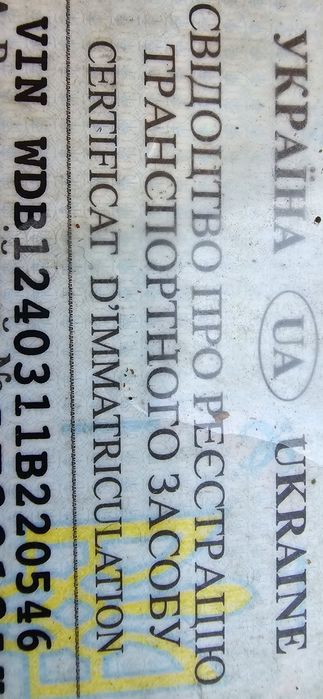 УКРАЇНА UA UKRAINE
СВІДОЦТВО ПРО РЕЄСТРАЦІЮ
ТРАНСПОРТНОГО ЗАСОБУ
CERTIFICAT D'IMMATRICULATION
VIN WDB1240311B220546